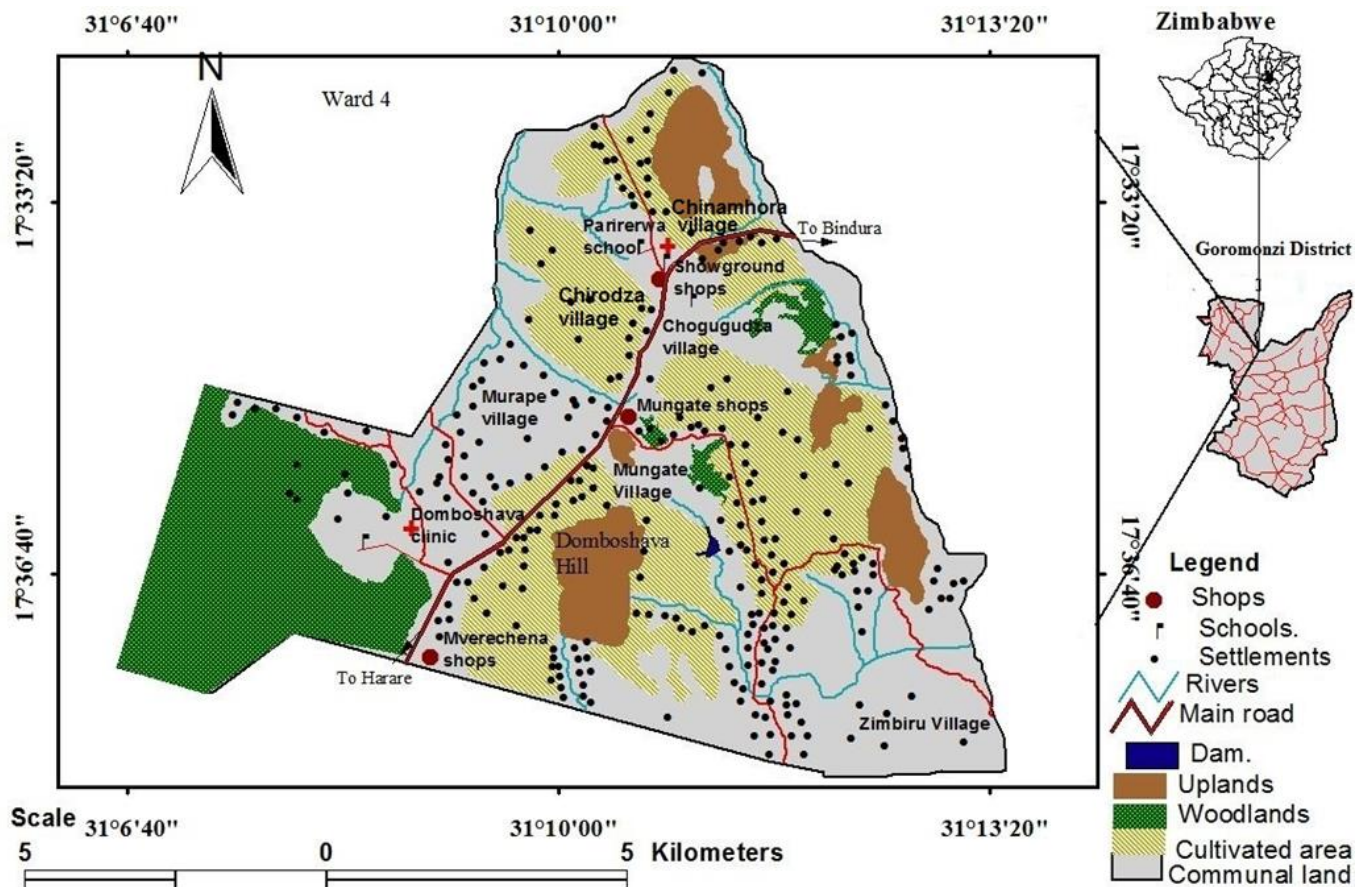 31°6'40"
31°10'00"
31°13'20"
Zimbabwe
N
Ward 4
17°33'20"
17°33'20"
Chinamhora
village
To Bindura
Parirerwa
school
Showground
shops
Goromonzi District
Chirodza
village
Chogugudza
village
Murape
village
Mungate shops
Mungate
Village
Domboshava
clinic
Domboshava
Hill
17°36'40"
17°36'40"
Mverechena
shops
To Harare
Zimbiru Village
Legend
Shops
Schools.
Settlements
Rivers
Main road
Dam.
Uplands
Woodlands
Cultivated area
Communal land
31°6'40"
31°10'00"
31°13'20"
Scale
5 0 5 Kilometers